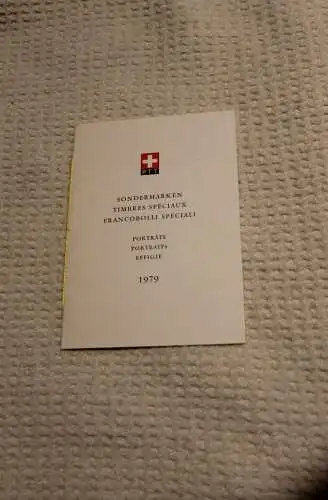 PTT
SONDERMARKEN
TIMBRES SPÉCIAUX
FRANCOBOLLI SPECIALI
PORTRÄTS
PORTRAITS
EFFIGIE
1979